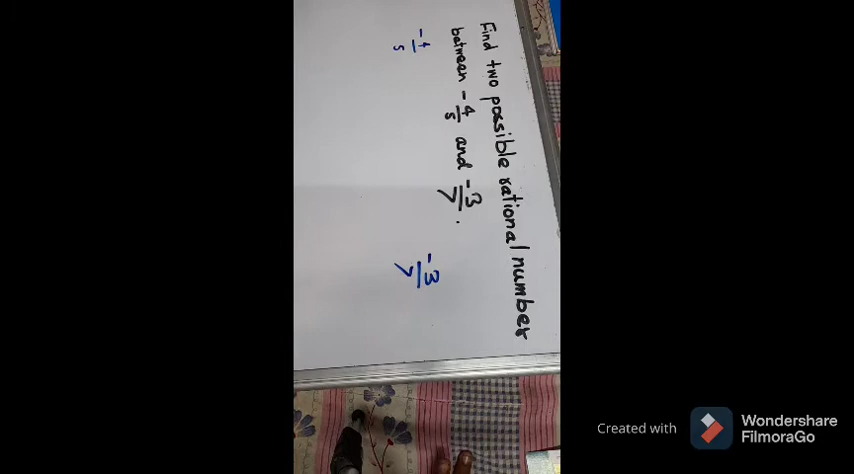 Find two possible rational number
between -4/5 and -3/7.
-4/5 -3/7
Created with
Wondershare
FilmoraGo